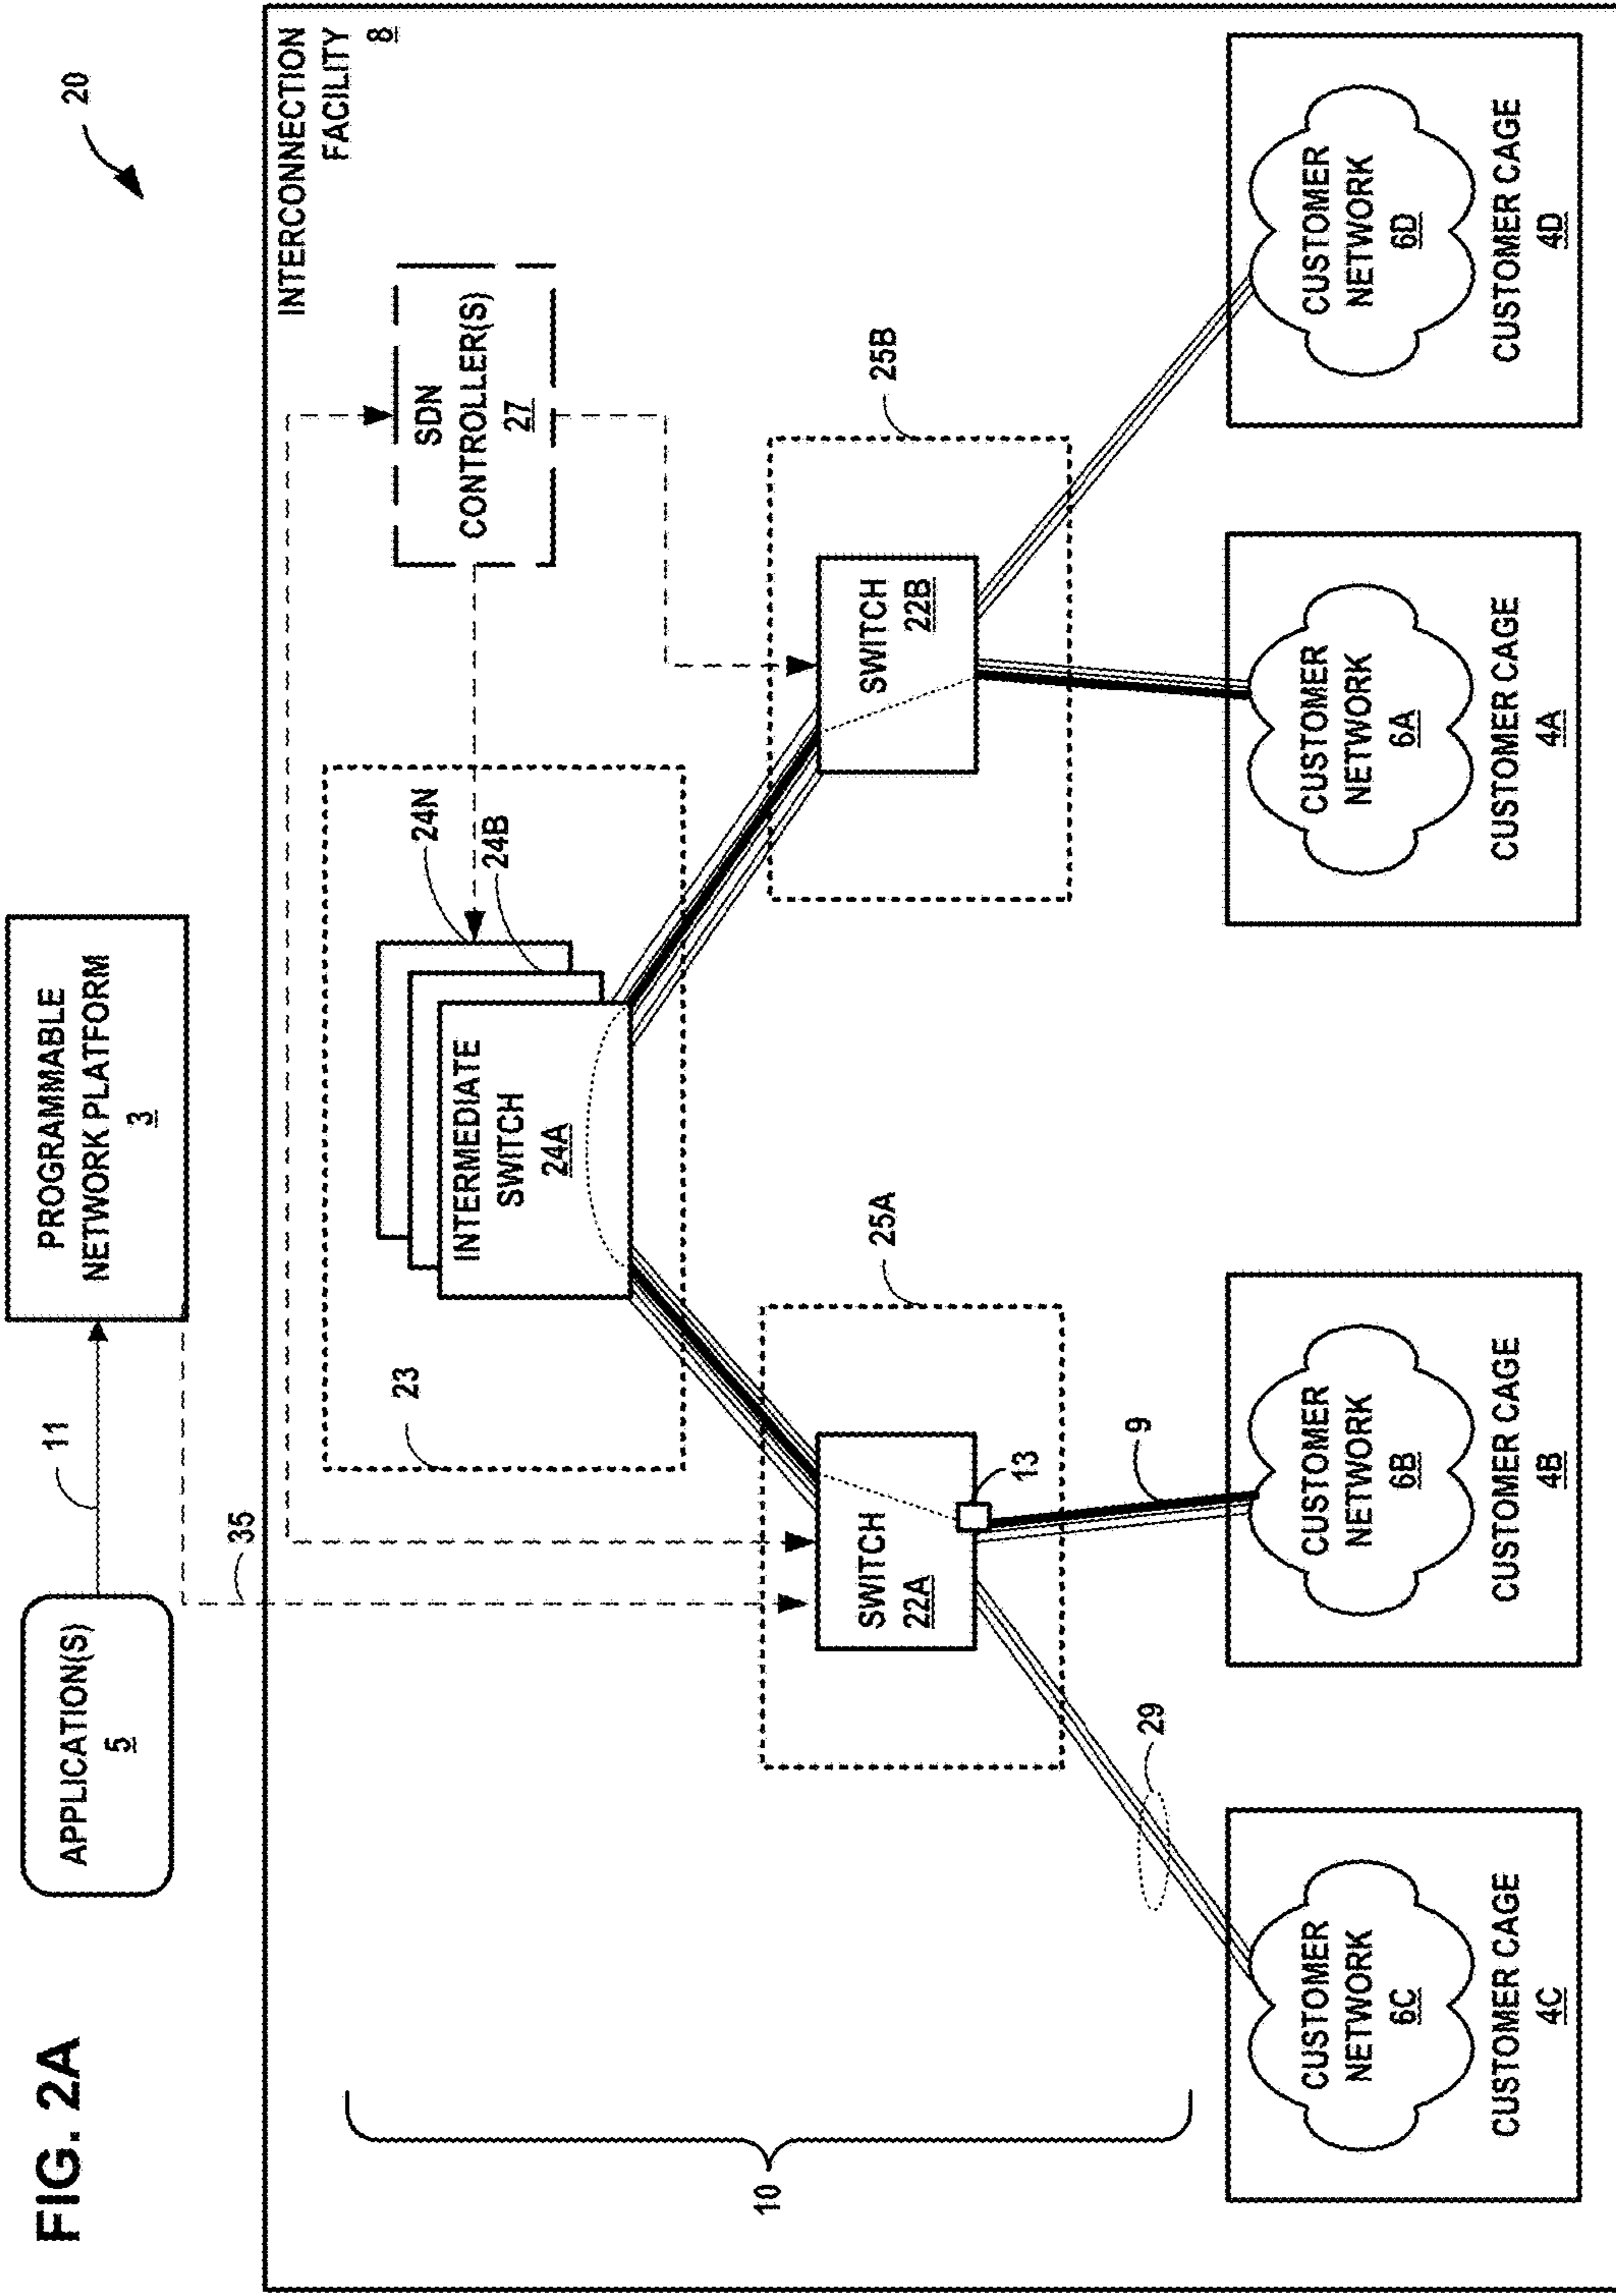 FIG. 2A
20
APPLICATION(S)
5
11
PROGRAMMABLE
NETWORK PLATFORM
3
35
INTERCONNECTION
FACILITY
8
23
24N
24B
INTERMEDIATE
SWITCH
24A
SDN
CONTROLLER(S)
27
10
25A
25B
SWITCH
22A
SWITCH
22B
13
9
29
CUSTOMER
NETWORK
6C
CUSTOMER CAGE
4C
CUSTOMER
NETWORK
6B
CUSTOMER CAGE
4B
CUSTOMER
NETWORK
6A
CUSTOMER CAGE
4A
CUSTOMER
NETWORK
6D
CUSTOMER CAGE
4D